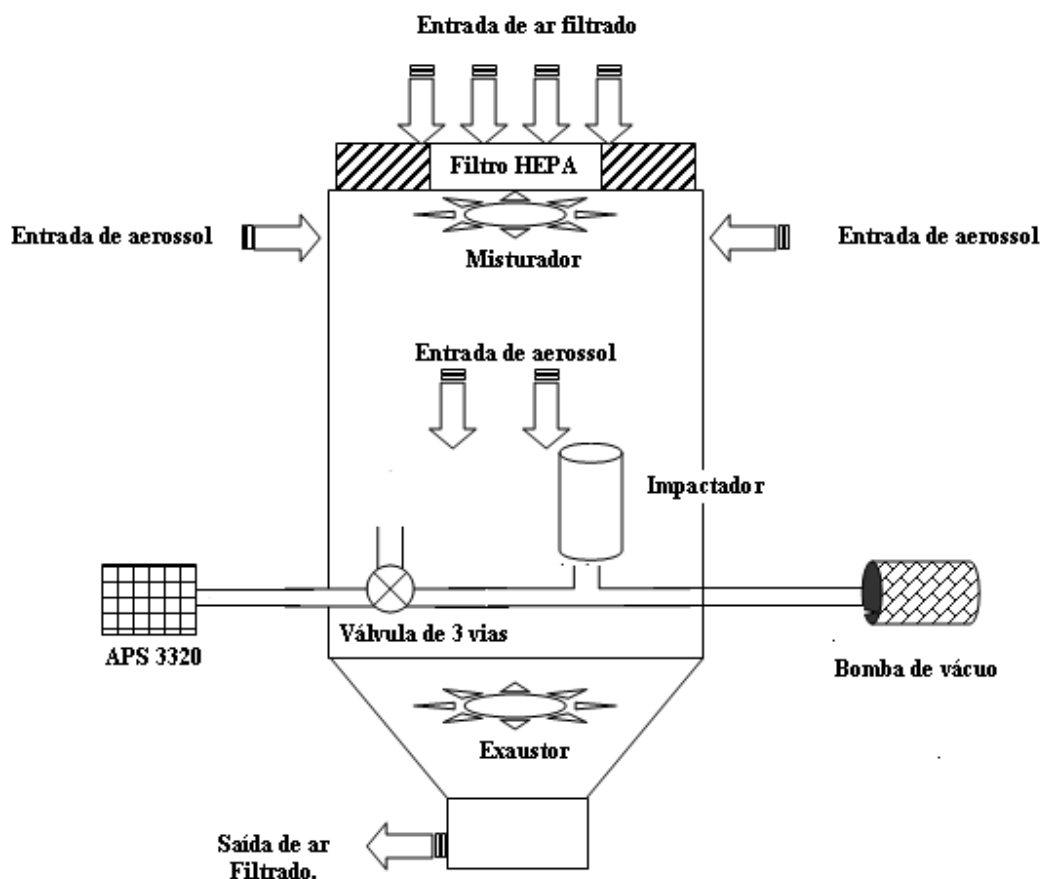 Entrada de ar filtrado
Filtro HEPA
Entrada de aerossol
Misturador
Entrada de aerossol
Entrada de aerossol
Impactador
APS 3320
Válvula de 3 vias
Bomba de vácuo
Exaustor
Saída de ar
Filtrado.